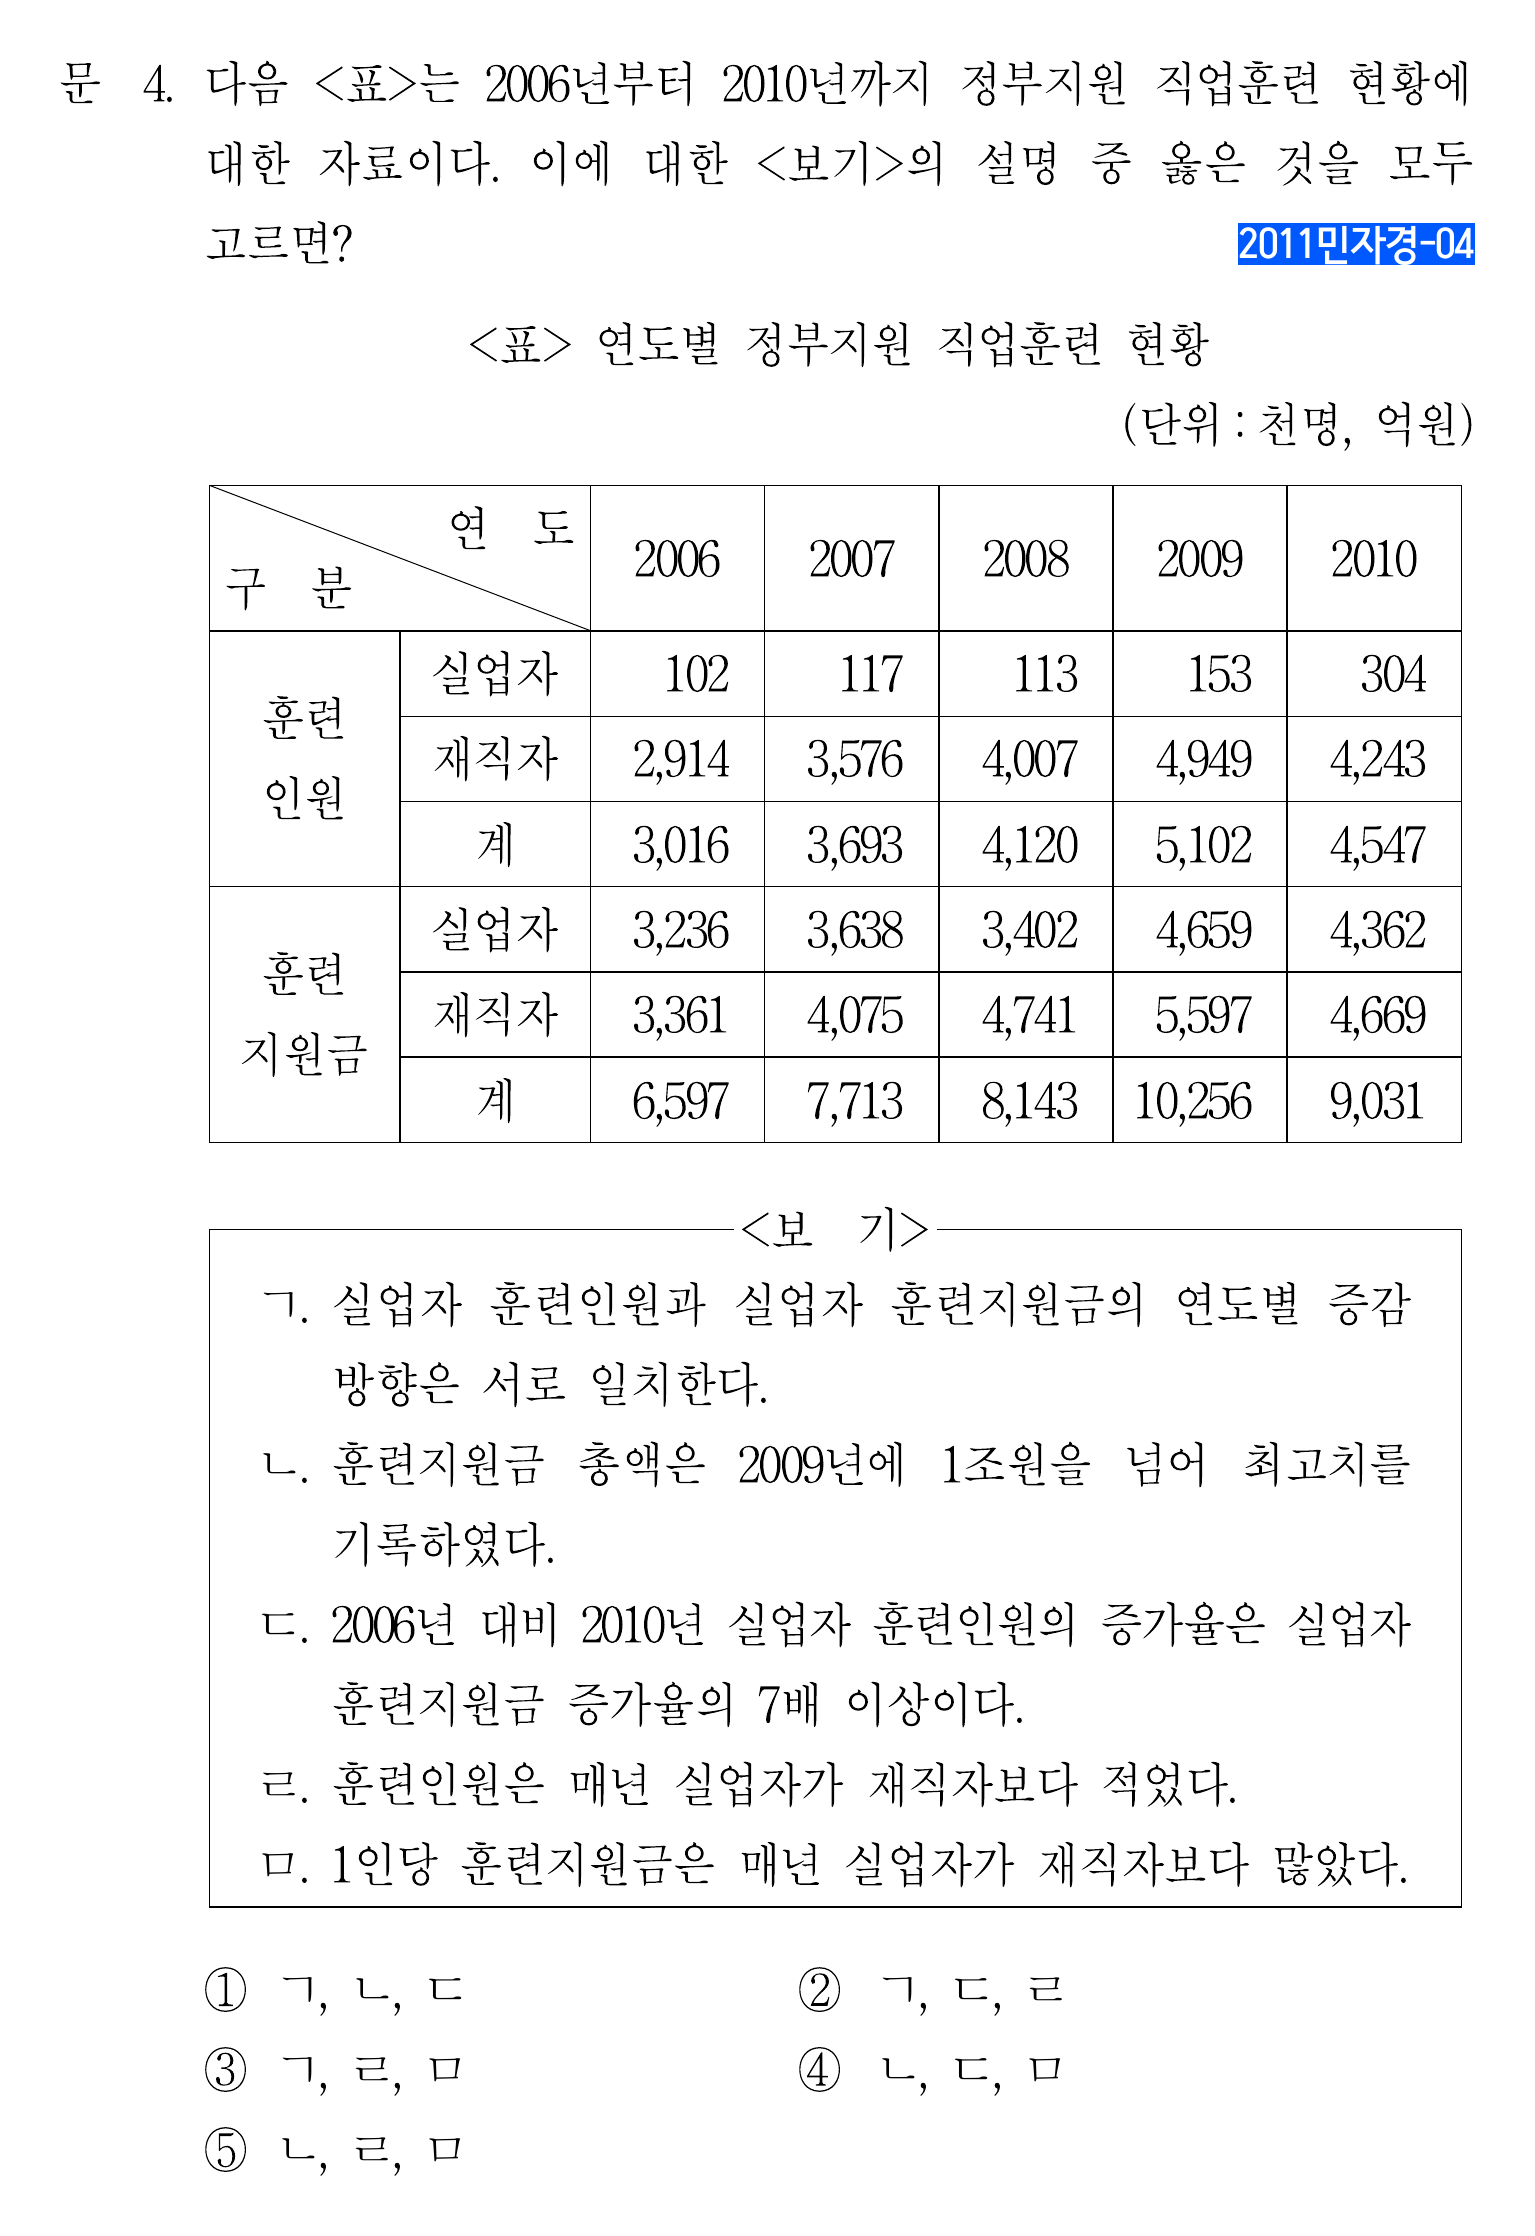 문 4. 다음 <표>는 2006년부터 2010년까지 정부지원 직업훈련 현황에
대한 자료이다. 이에 대한 <보기>의 설명 중 옳은 것을 모두
고르면? 2011민자경-04
<표> 연도별 정부지원 직업훈련 현황
(단위 : 천명, 억원)
구 분 연 도 2006 2007 2008 2009 2010
훈련인원 실업자 102 117 113 153 304
재직자 2,914 3,576 4,007 4,949 4,243
계 3,016 3,693 4,120 5,102 4,547
훈련지원금 실업자 3,236 3,638 3,402 4,659 4,362
재직자 3,361 4,075 4,741 5,597 4,669
계 6,597 7,713 8,143 10,256 9,031
<보 기>
ㄱ. 실업자 훈련인원과 실업자 훈련지원금의 연도별 증감
방향은 서로 일치한다.
ㄴ. 훈련지원금 총액은 2009년에 1조원을 넘어 최고치를
기록하였다.
ㄷ. 2006년 대비 2010년 실업자 훈련인원의 증가율은 실업자
훈련지원금 증가율의 7배 이상이다.
ㄹ. 훈련인원은 매년 실업자가 재직자보다 적었다.
ㅁ. 1인당 훈련지원금은 매년 실업자가 재직자보다 많았다.
① ㄱ, ㄴ, ㄷ ② ㄱ, ㄷ, ㄹ
③ ㄱ, ㄹ, ㅁ ④ ㄴ, ㄷ, ㅁ
⑤ ㄴ, ㄹ, ㅁ